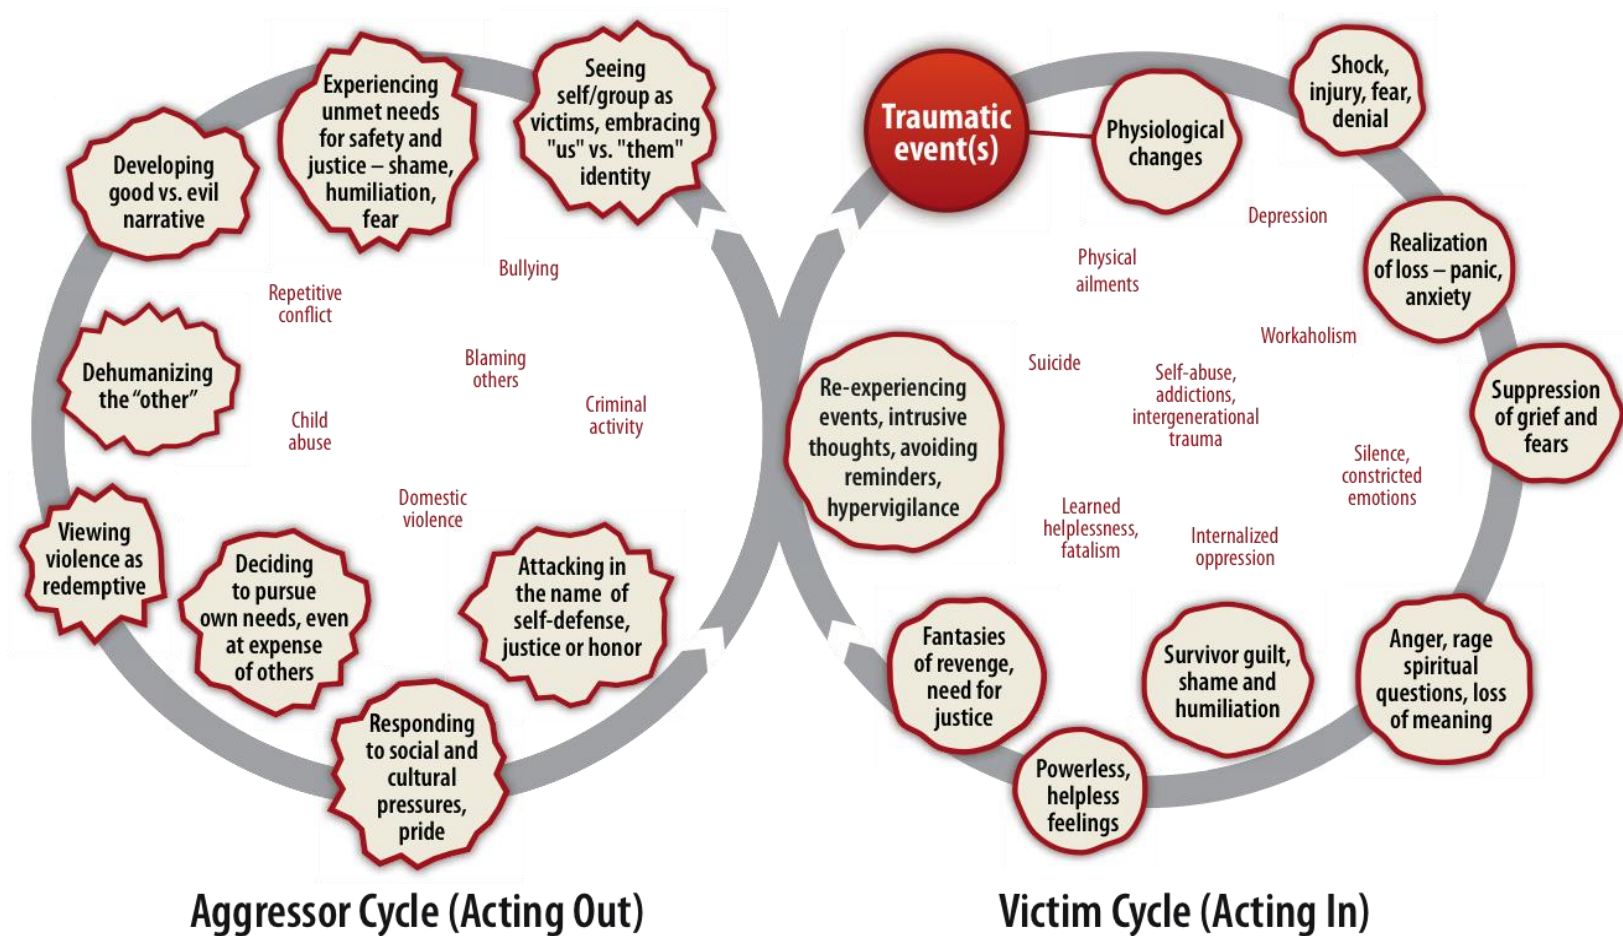 Experiencing
unmet needs
for safety and
justice – shame,
humiliation,
fear
Seeing
self/group as
victims, embracing
"us" vs. "them"
identity
Developing
good vs. evil
narrative
Dehumanizing
the “other”
Viewing
violence as
redemptive
Deciding
to pursue
own needs, even
at expense
of others
Responding
to social and
cultural
pressures,
pride
Attacking in
the name of
self-defense,
justice or honor
Bullying
Repetitive
conflict
Blaming
others
Child
abuse
Criminal
activity
Domestic
violence
Aggressor Cycle (Acting Out)
Traumatic
event(s)
Physiological
changes
Shock,
injury, fear,
denial
Realization
of loss – panic,
anxiety
Suppression
of grief and
fears
Anger, rage
spiritual
questions, loss
of meaning
Survivor guilt,
shame and
humiliation
Powerless,
helpless
feelings
Fantasies
of revenge,
need for
justice
Re-experiencing
events, intrusive
thoughts, avoiding
reminders,
hypervigilance
Depression
Physical
ailments
Workaholism
Suicide
Self-abuse,
addictions,
intergenerational
trauma
Silence,
constricted
emotions
Learned
helplessness,
fatalism
Internalized
oppression
Victim Cycle (Acting In)